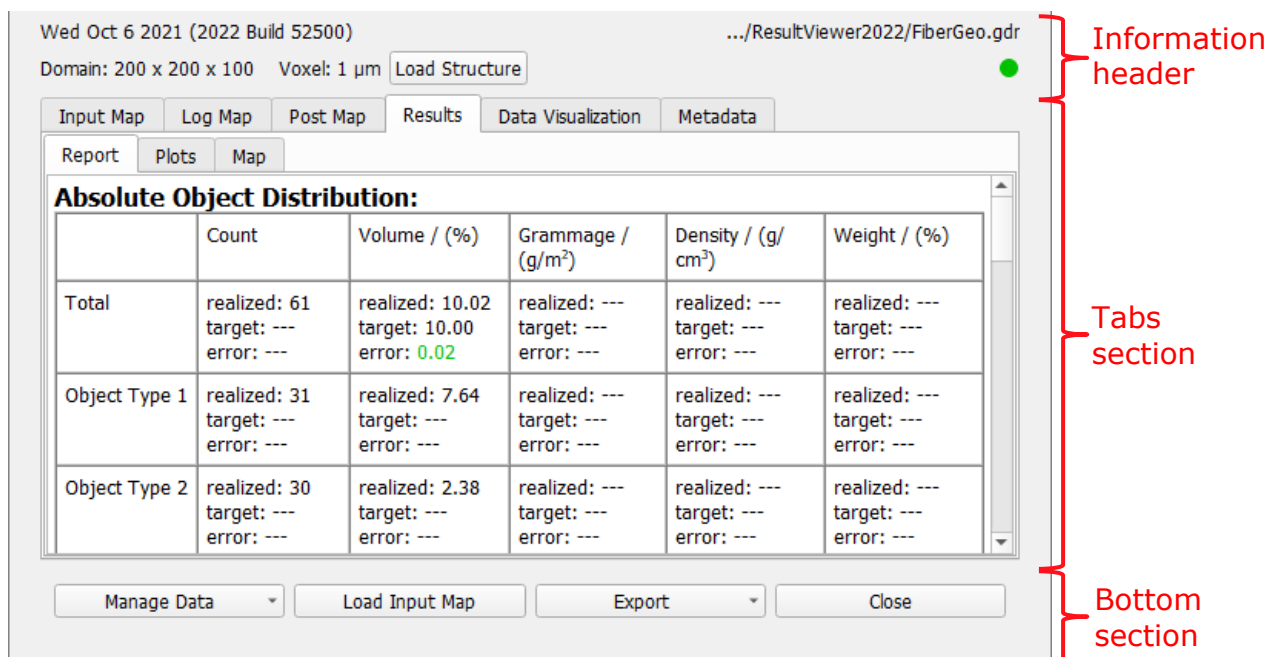 Wed Oct 6 2021 (2022 Build 52500) .../ResultViewer2022/FiberGeo.gdr
Information
header
Domain: 200 x 200 x 100 Voxel: 1 µm Load Structure
Input Map Log Map Post Map Results Data Visualization Metadata
Report Plots Map
Absolute Object Distribution:
Count Volume / (%) Grammage / Density / (g/ Weight / (%)
(g/m²) cm³)
Total realized: 61 realized: 10.02 realized: --- realized: --- realized: ---
target: --- target: 10.00 target: --- target: --- target: ---
error: --- error: 0.02 error: --- error: --- error: ---
Tabs
section
Object Type 1 realized: 31 realized: 7.64 realized: --- realized: --- realized: ---
target: --- target: --- target: --- target: --- target: ---
error: --- error: --- error: --- error: --- error: ---
Object Type 2 realized: 30 realized: 2.38 realized: --- realized: --- realized: ---
target: --- target: --- target: --- target: --- target: ---
error: --- error: --- error: --- error: --- error: ---
Manage Data Load Input Map Export Close
Bottom
section